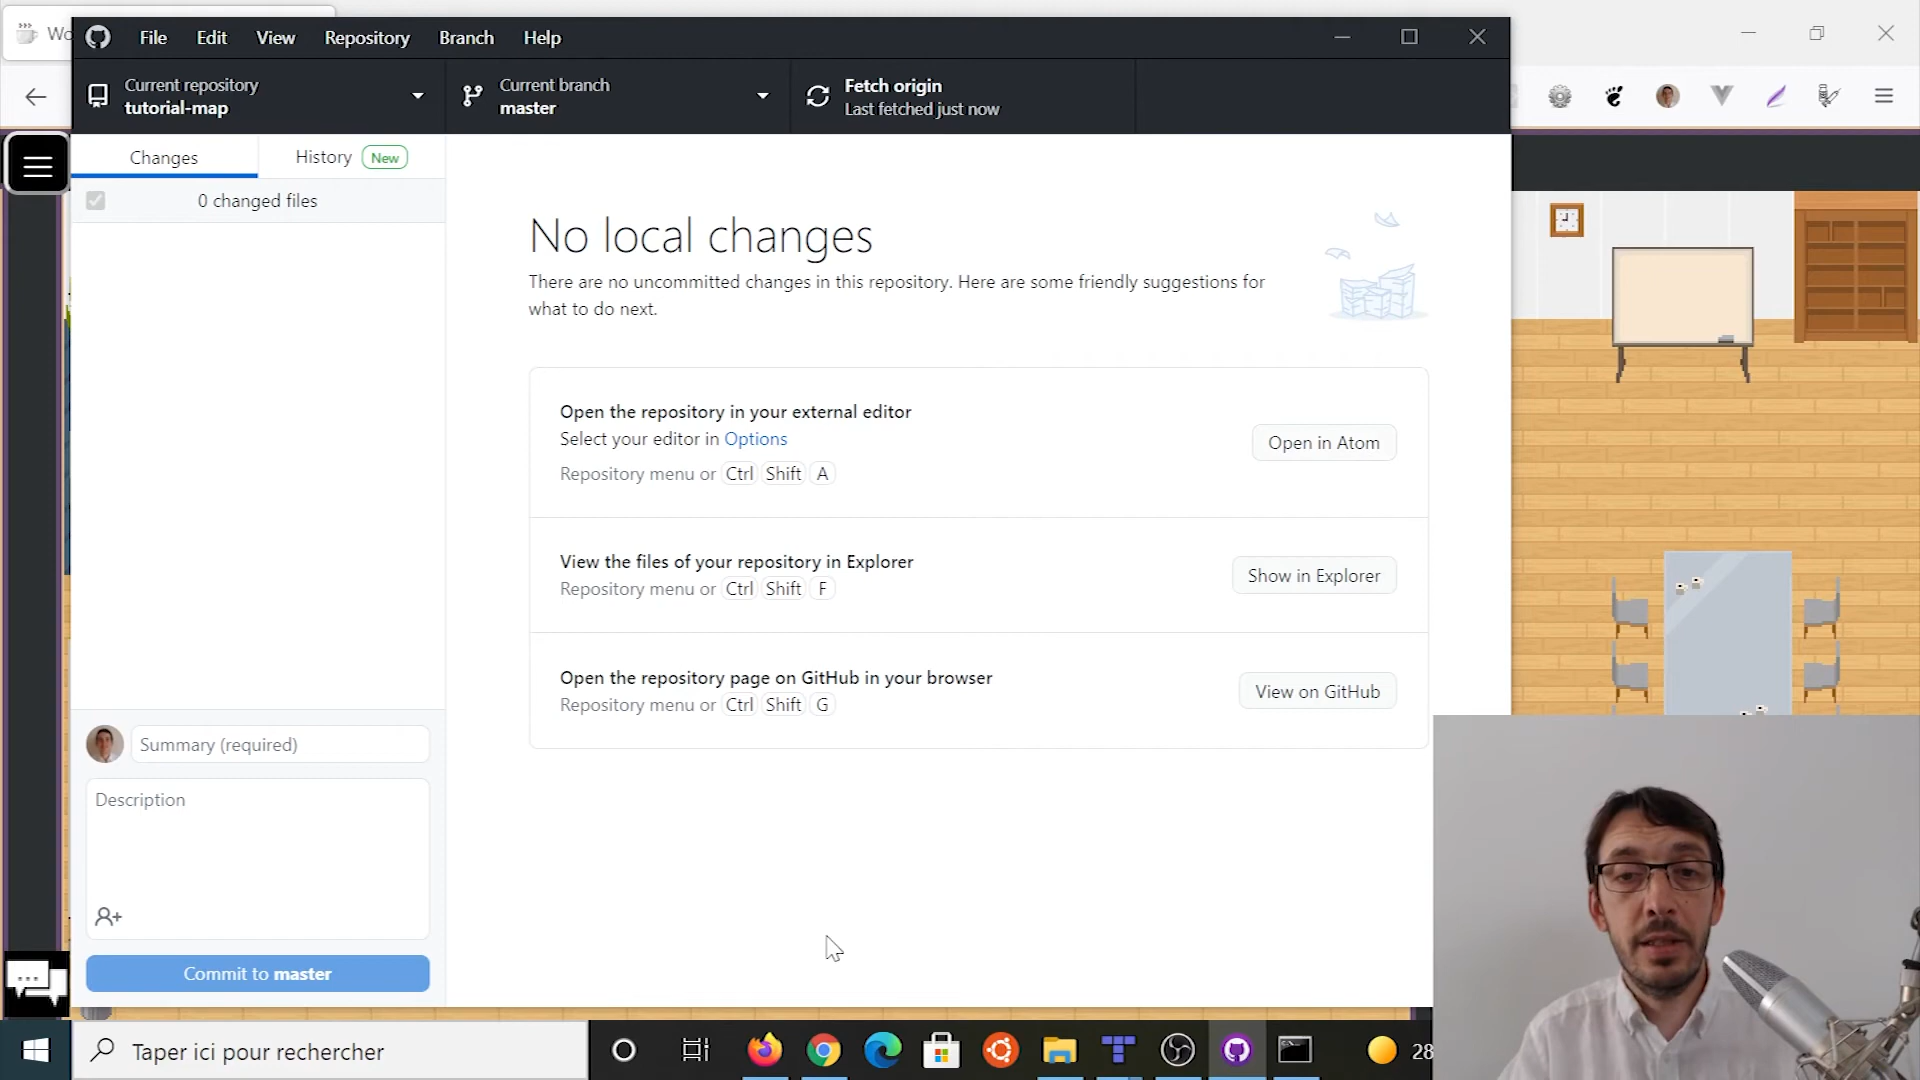 Wo
File Edit View Repository Branch Help
Current repository
tutorial-map
Current branch
master
Fetch origin
Last fetched just now
Changes
History New
0 changed files
No local changes
There are no uncommitted changes in this repository. Here are some friendly suggestions for
what to do next.
Open the repository in your external editor
Select your editor in Options
Repository menu or Ctrl Shift A
Open in Atom
View the files of your repository in Explorer
Repository menu or Ctrl Shift F
Show in Explorer
Open the repository page on GitHub in your browser
Repository menu or Ctrl Shift G
View on GitHub
Summary (required)
Description
Commit to master
Taper ici pour rechercher
28